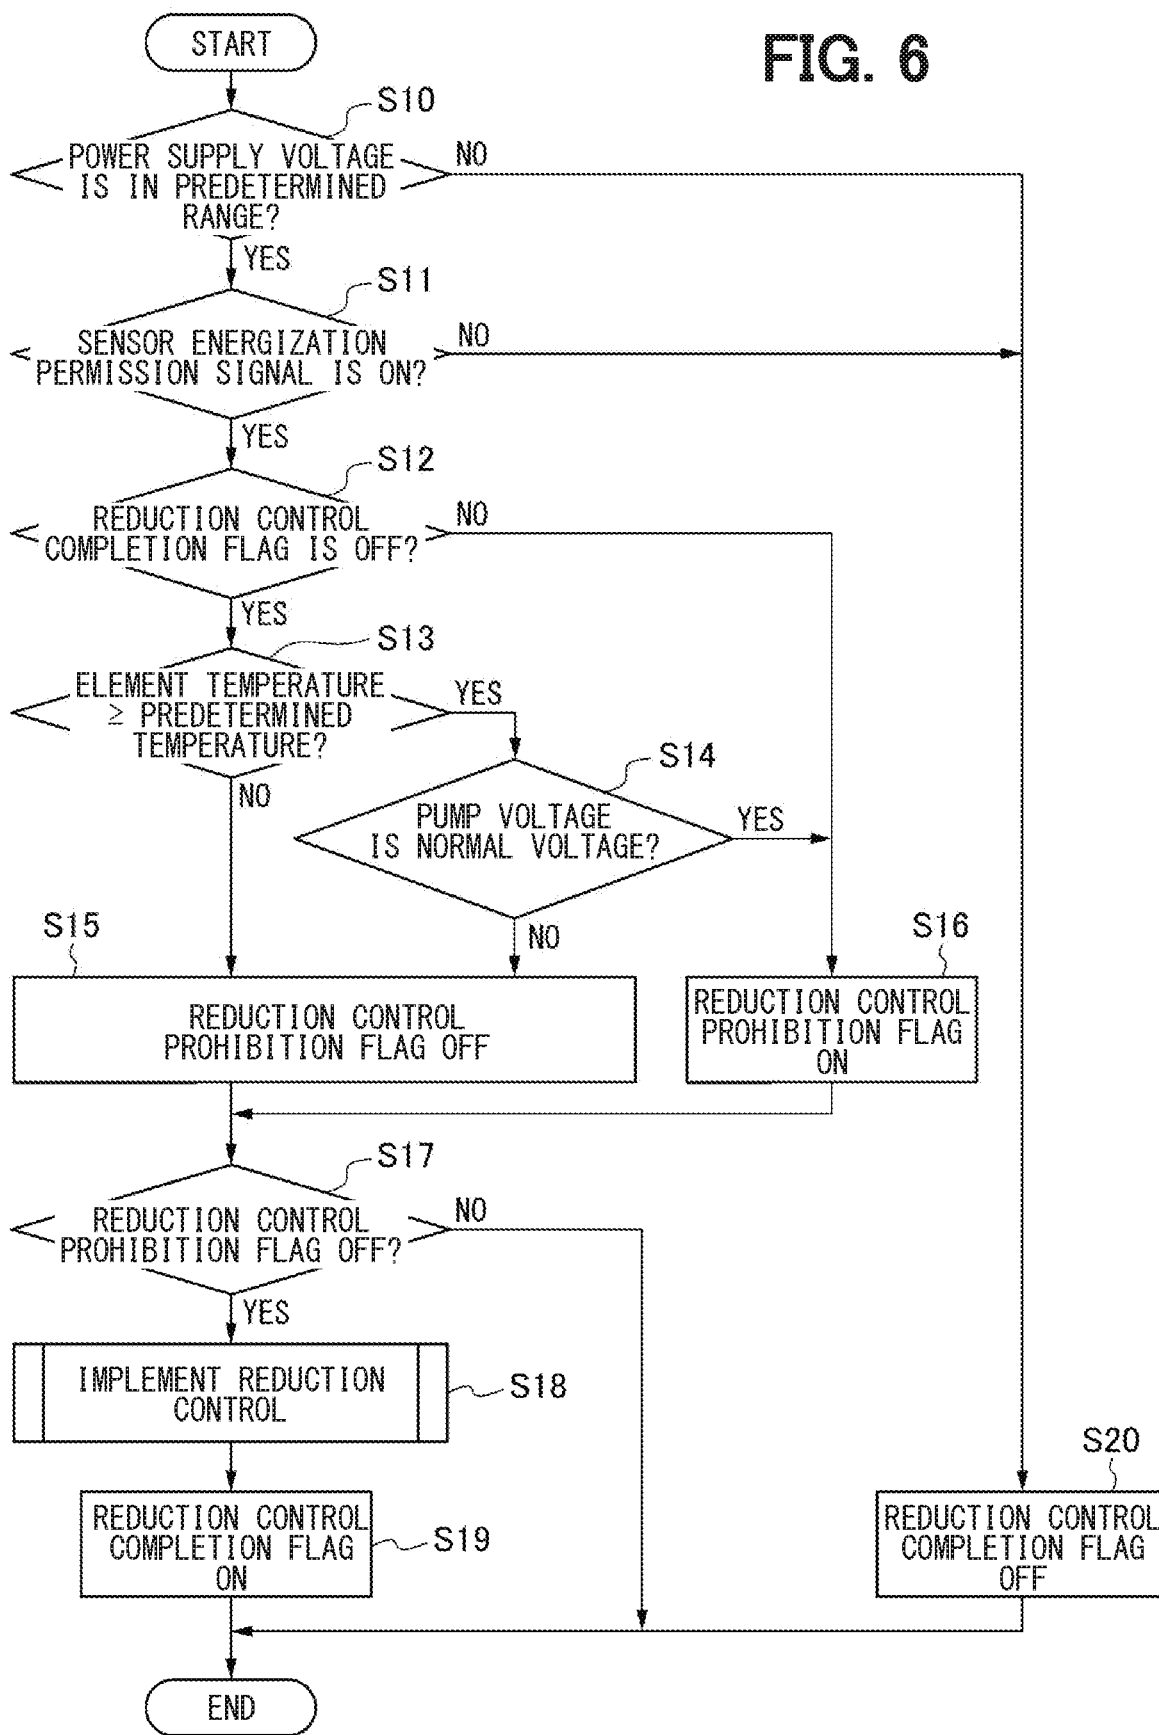 START
FIG. 6
S10
POWER SUPPLY VOLTAGE
IS IN PREDETERMINED
RANGE?
NO
YES
S11
SENSOR ENERGIZATION
PERMISSION SIGNAL IS ON?
NO
YES
S12
REDUCTION CONTROL
COMPLETION FLAG IS OFF?
NO
YES
S13
ELEMENT TEMPERATURE
≥ PREDETERMINED
TEMPERATURE?
YES
NO
S14
PUMP VOLTAGE
IS NORMAL VOLTAGE?
YES
NO
S15
REDUCTION CONTROL
PROHIBITION FLAG OFF
S16
REDUCTION CONTROL
PROHIBITION FLAG
ON
S17
REDUCTION CONTROL
PROHIBITION FLAG OFF?
NO
YES
IMPLEMENT REDUCTION
CONTROL
S18
REDUCTION CONTROL
COMPLETION FLAG
ON
S19
S20
REDUCTION CONTROL
COMPLETION FLAG
OFF
END